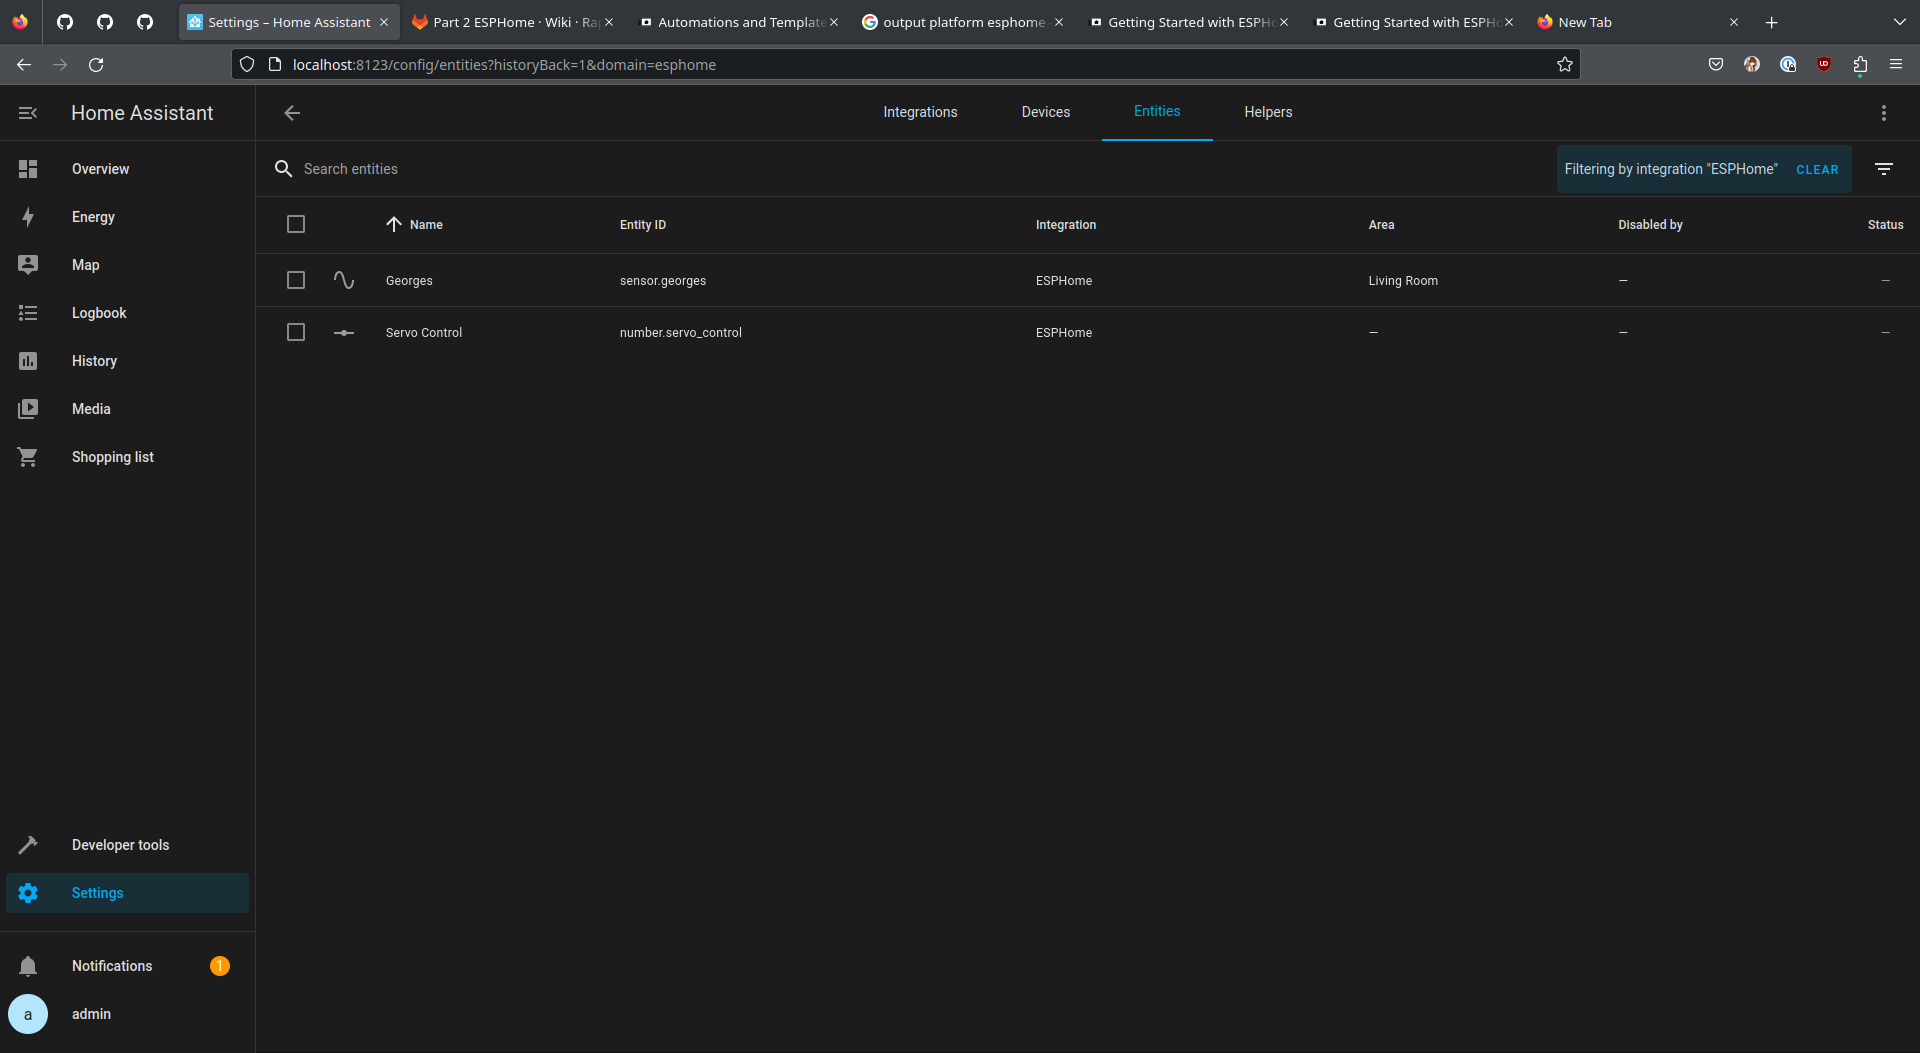 Settings – Home Assistant
Part 2 ESPHome · Wiki · Ra
Automations and Template
output platform esphome
Getting Started with ESPHo
Getting Started with ESPHo
New Tab
localhost:8123/config/entities?historyBack=1&domain=esphome
Home Assistant
Integrations Devices Entities Helpers
Overview
Search entities
Filtering by integration "ESPHome" CLEAR
Energy
Name Entity ID Integration Area Disabled by Status
Map
Georges sensor.georges ESPHome Living Room — —
Logbook
Servo Control number.servo_control ESPHome — — —
History
Media
Shopping list
Developer tools
Settings
Notifications 1
a admin